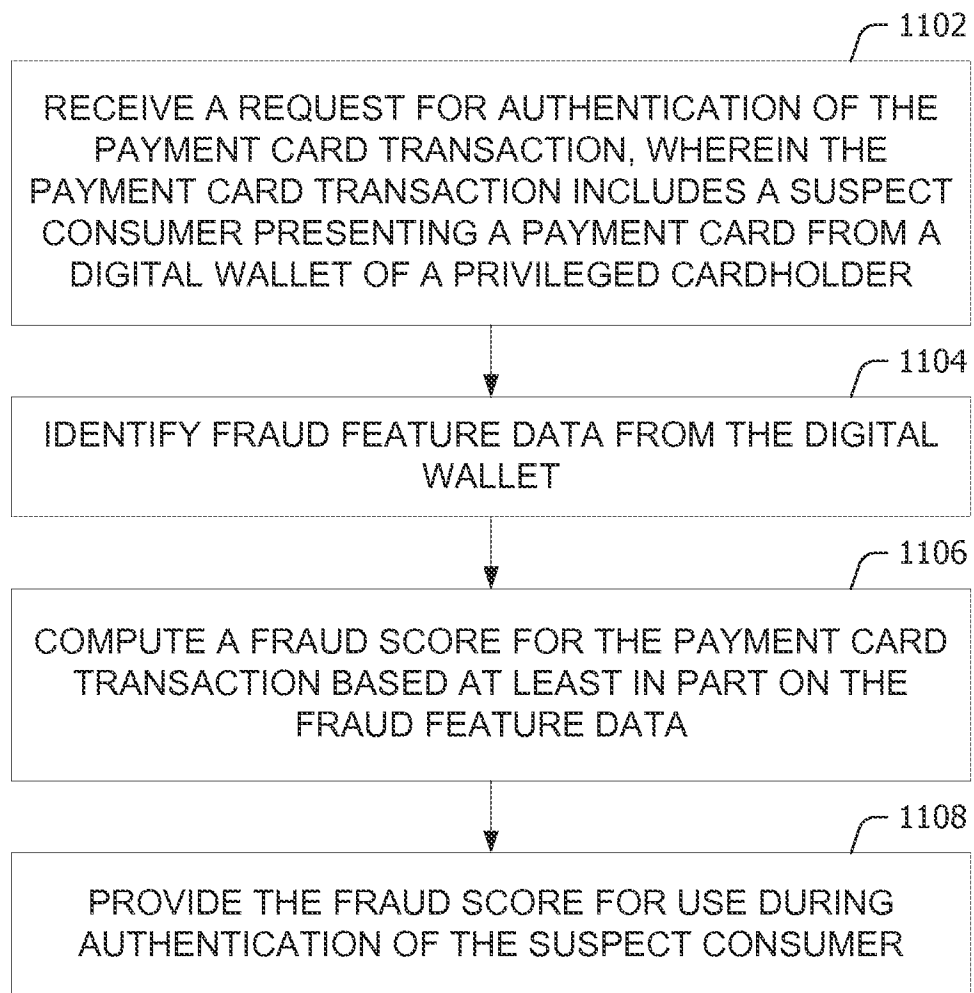 1102
RECEIVE A REQUEST FOR AUTHENTICATION OF THE
PAYMENT CARD TRANSACTION, WHEREIN THE
PAYMENT CARD TRANSACTION INCLUDES A SUSPECT
CONSUMER PRESENTING A PAYMENT CARD FROM A
DIGITAL WALLET OF A PRIVILEGED CARDHOLDER
1104
IDENTIFY FRAUD FEATURE DATA FROM THE DIGITAL
WALLET
1106
COMPUTE A FRAUD SCORE FOR THE PAYMENT CARD
TRANSACTION BASED AT LEAST IN PART ON THE
FRAUD FEATURE DATA
1108
PROVIDE THE FRAUD SCORE FOR USE DURING
AUTHENTICATION OF THE SUSPECT CONSUMER